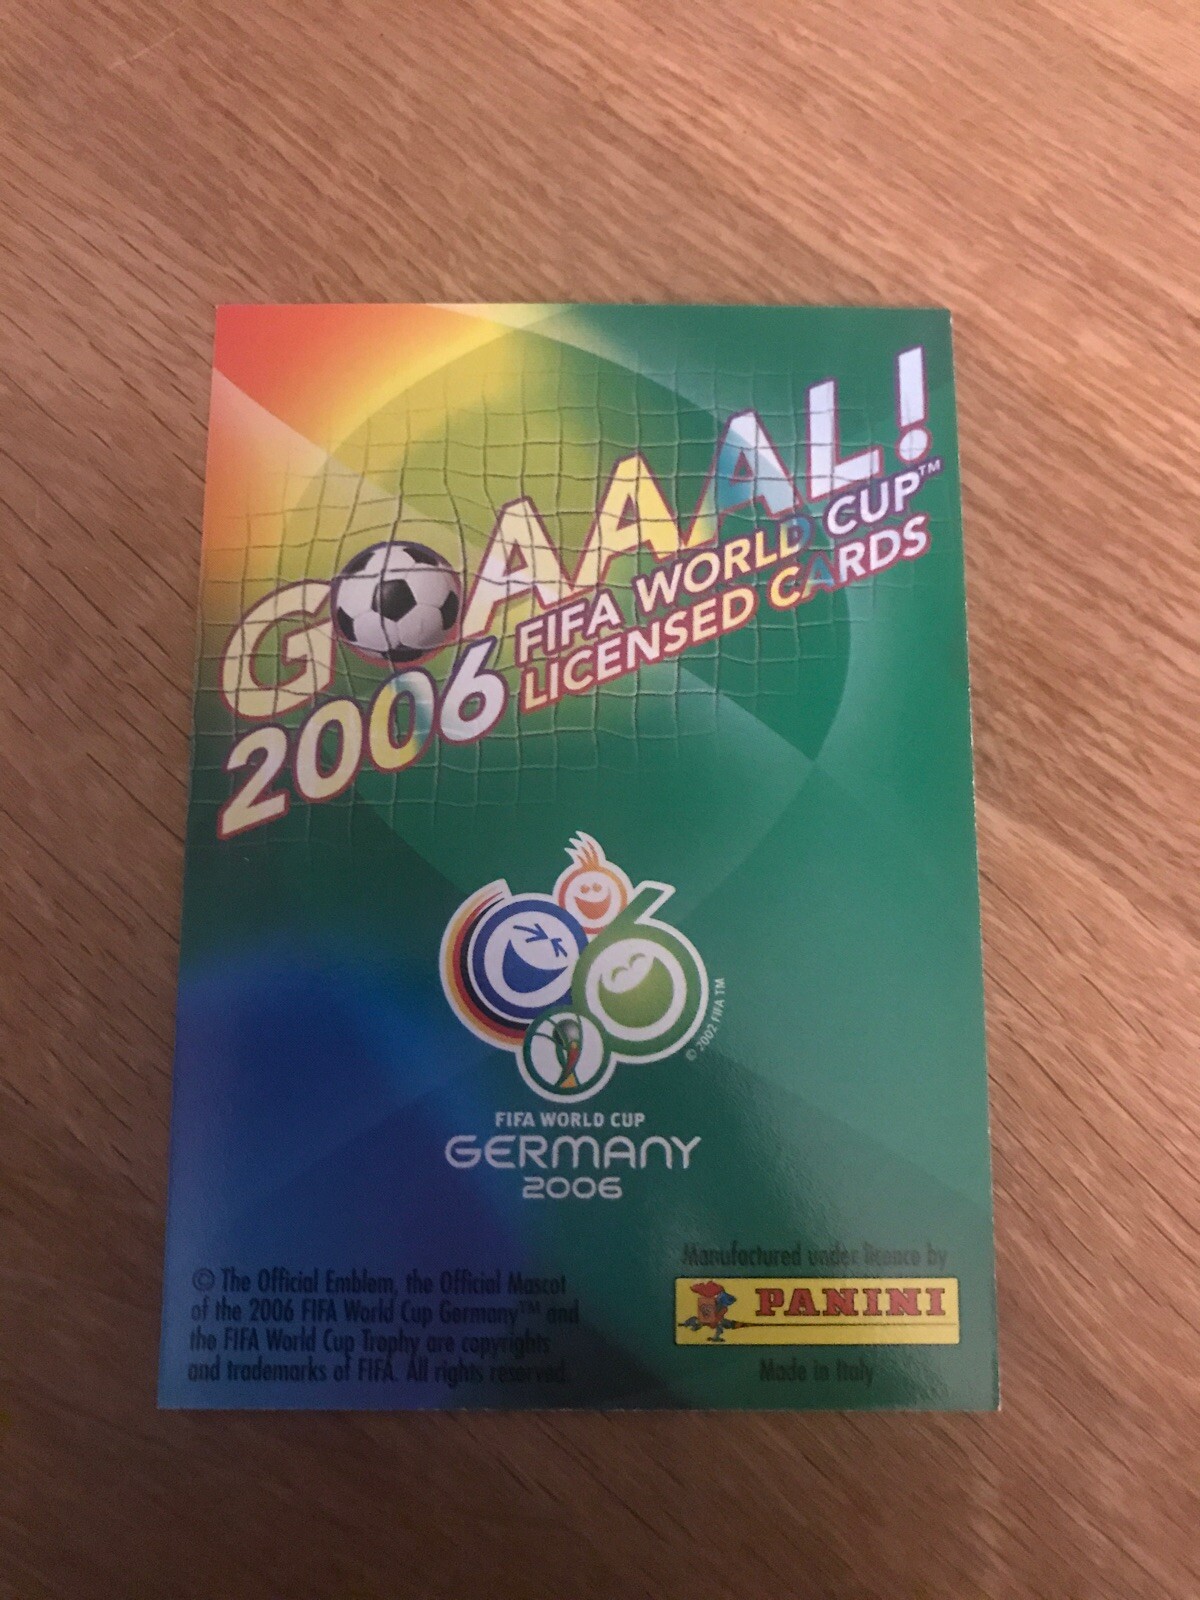 GOAAAL!
2006 FIFA WORLD CUP™
LICENSED CARDS
© 2002 FIFA TM
FIFA WORLD CUP
GERMANY
2006
© The Official Emblem, the Official Mascot
of the 2006 FIFA World Cup Germany™ and
the FIFA World Cup Trophy are copyrights
and trademarks of FIFA. All rights reserved.
Manufactured under licence by
PANINI
Made in Italy